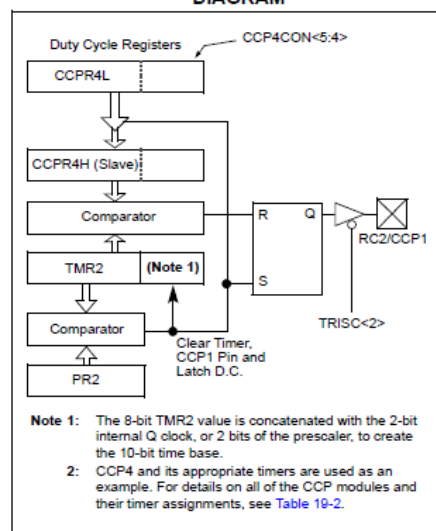 DIAGRAM
Duty Cycle Registers
CCP4CON<5:4>
CCPR4L
CCPR4H (Slave)
Comparator
R
Q
RC2/CCP1
TMR2
(Note 1)
S
TRISC<2>
Comparator
Clear Timer,
CCP1 Pin and
Latch D.C.
PR2
Note 1: The 8-bit TMR2 value is concatenated with the 2-bit
internal Q clock, or 2 bits of the prescaler, to create
the 10-bit time base.
2: CCP4 and its appropriate timers are used as an
example. For details on all of the CCP modules and
their timer assignments, see Table 19-2.